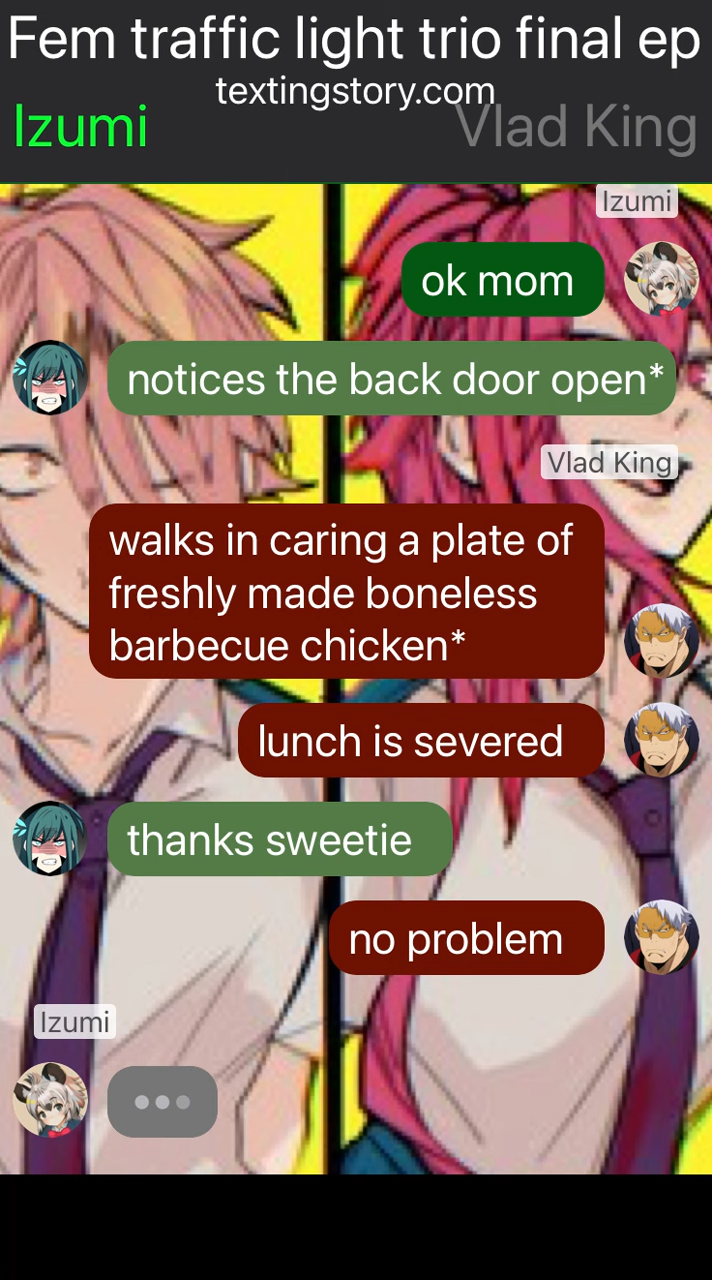 Fem traffic light trio final ep
textingstory.com
Izumi
Vlad King
Izumi
ok mom
notices the back door open*
Vlad King
walks in caring a plate of
freshly made boneless
barbecue chicken*
lunch is severed
thanks sweetie
no problem
Izumi